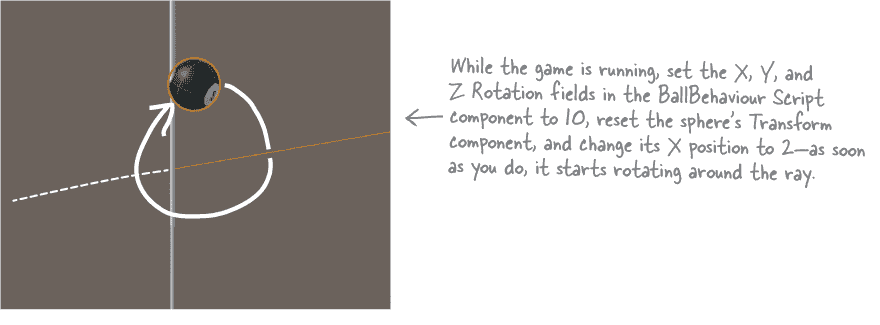 While the game is running, set the X, Y, and
Z Rotation fields in the BallBehaviour Script
component to 10, reset the sphere's Transform
component, and change its X position to 2—as soon
as you do, it starts rotating around the ray.